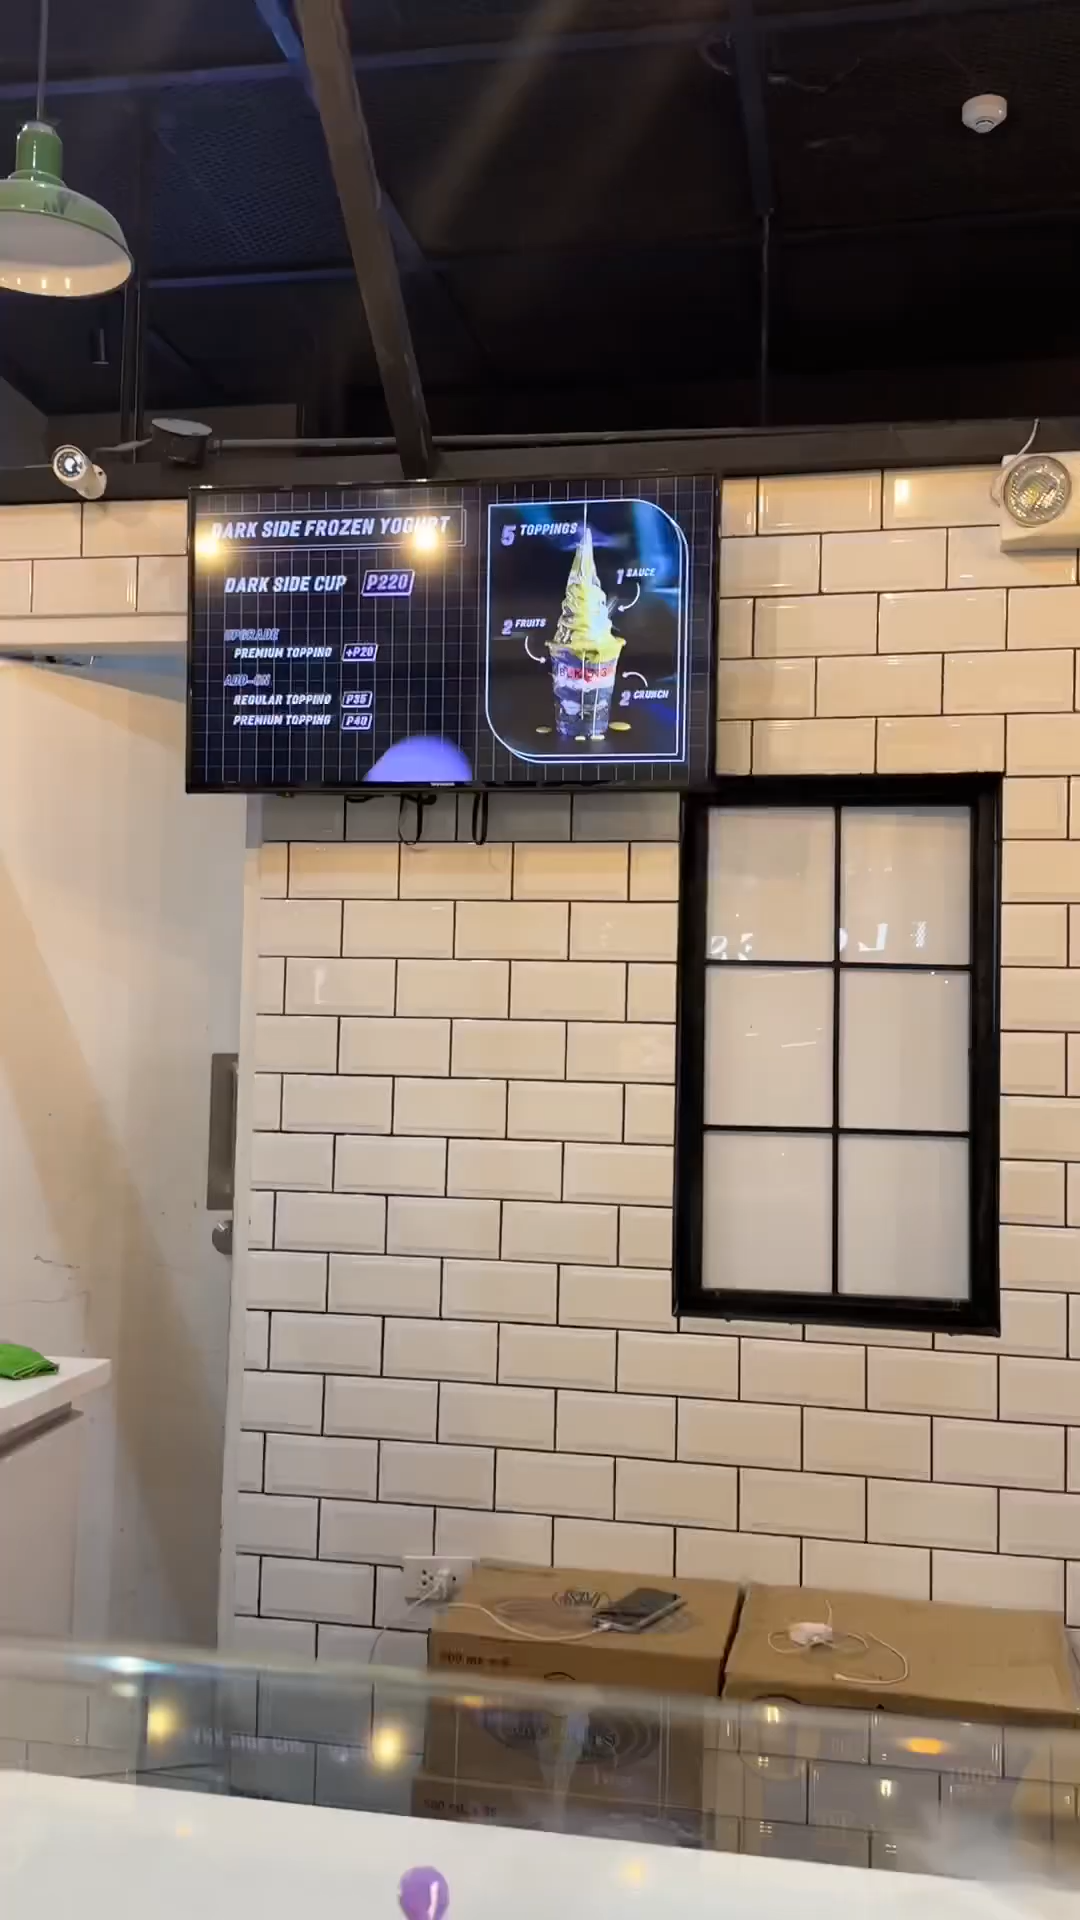 DARK SIDE FROZEN YOGURT
DARK SIDE CUP P220
UPGRADE
PREMIUM TOPPING +P20
ADD-ON
REGULAR TOPPING P35
PREMIUM TOPPING P40
5 TOPPINGS
1 SAUCE
2 FRUITS
2 CRUNCH